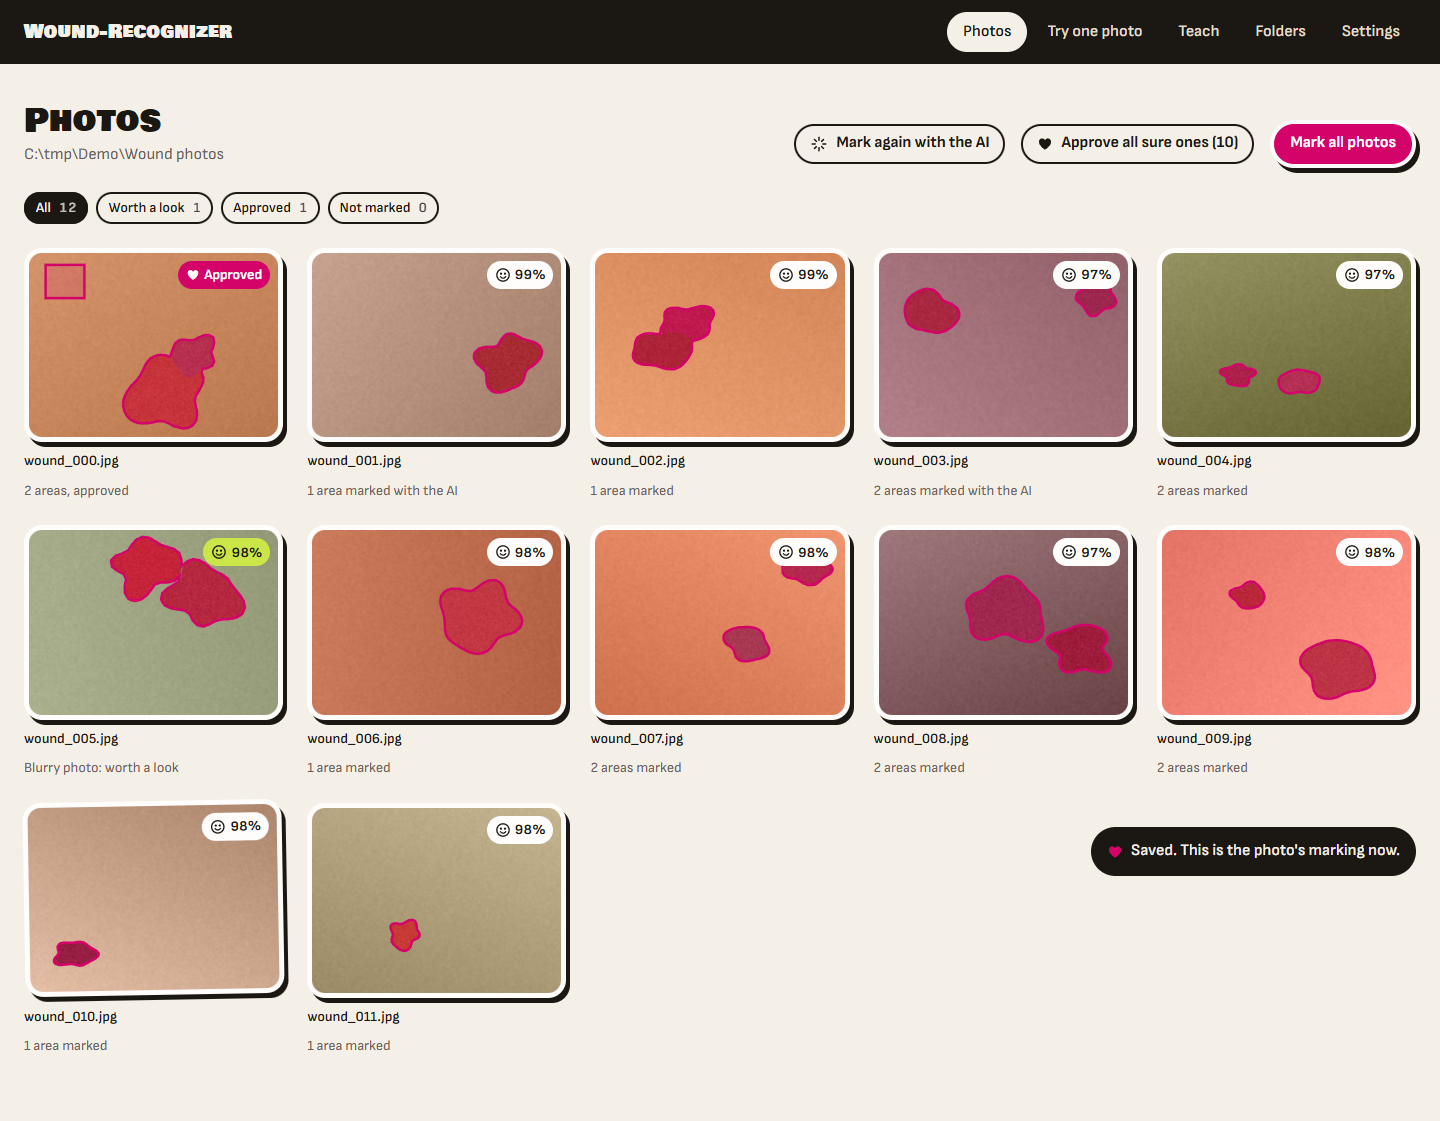 Wound-Recognizer
Photos
Try one photo
Teach
Folders
Settings
Photos
C:\tmp\Demo\Wound photos
Mark again with the AI
Approve all sure ones (10)
Mark all photos
All 12
Worth a look 1
Approved 1
Not marked 0
Approved
99%
99%
97%
97%
wound_000.jpg
wound_001.jpg
wound_002.jpg
wound_003.jpg
wound_004.jpg
2 areas, approved
1 area marked with the AI
1 area marked
2 areas marked with the AI
2 areas marked
98%
98%
98%
97%
98%
wound_005.jpg
wound_006.jpg
wound_007.jpg
wound_008.jpg
wound_009.jpg
Blurry photo: worth a look
1 area marked
2 areas marked
2 areas marked
2 areas marked
98%
98%
Saved. This is the photo's marking now.
wound_010.jpg
wound_011.jpg
1 area marked
1 area marked